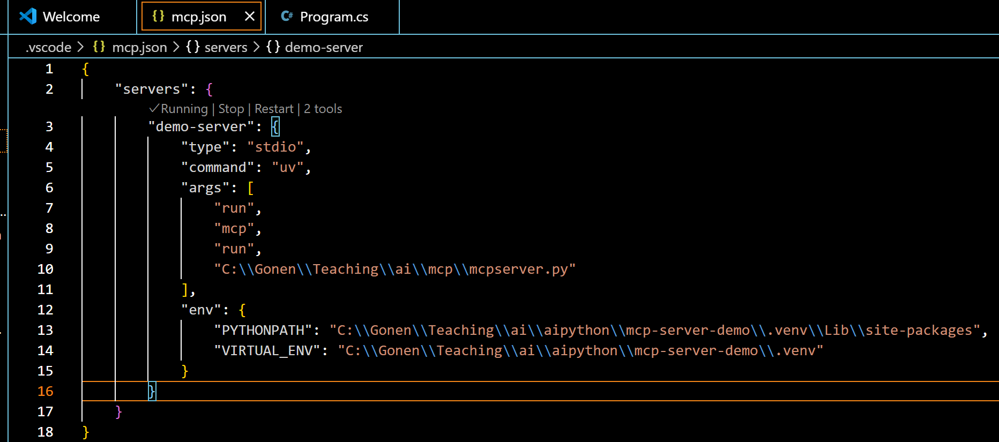 Welcome
{} mcp.json ×
C# Program.cs
.vscode > {} mcp.json > {} servers > {} demo-server
1 {
2 "servers": {
✓Running | Stop | Restart | 2 tools
3 "demo-server": {
4 "type": "stdio",
5 "command": "uv",
6 "args": [
7 "run",
8 "mcp",
9 "run",
10 "C:\\Gonen\\Teaching\\ai\\mcp\\mcpserver.py"
11 ],
12 "env": {
13 "PYTHONPATH": "C:\\Gonen\\Teaching\\ai\\aipython\\mcp-server-demo\\.venv\\Lib\\site-packages",
14 "VIRTUAL_ENV": "C:\\Gonen\\Teaching\\ai\\aipython\\mcp-server-demo\\.venv"
15 }
16 }
17 }
18 }